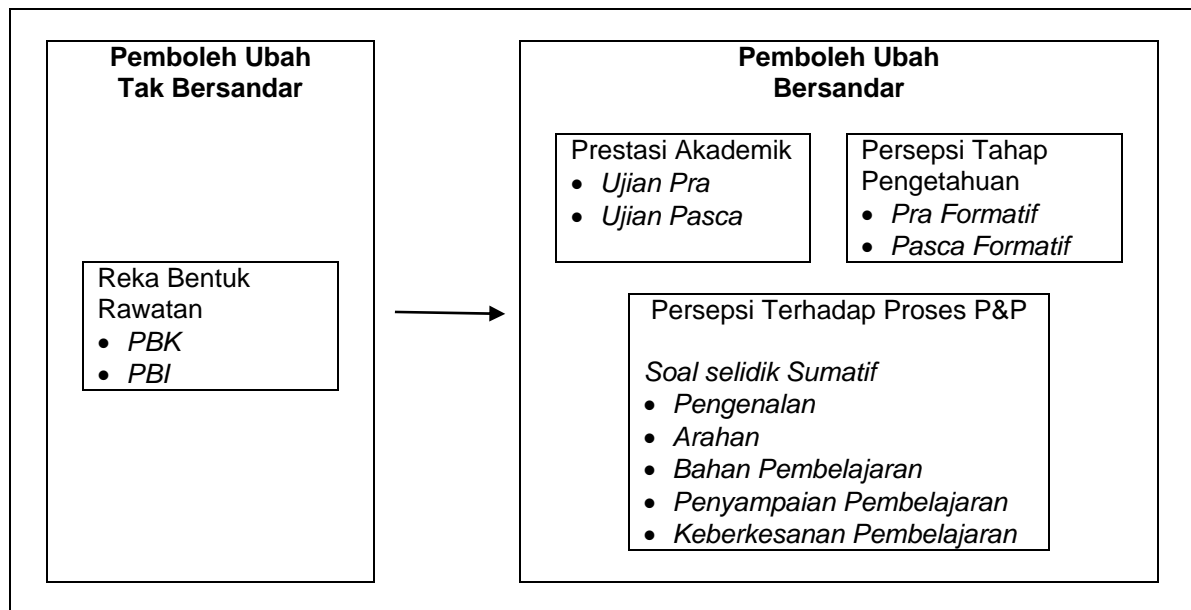 Pemboleh Ubah
Tak Bersandar
Reka Bentuk
Rawatan
• PBK
• PBI
Pemboleh Ubah
Bersandar
Prestasi Akademik
• Ujian Pra
• Ujian Pasca
Persepsi Tahap
Pengetahuan
• Pra Formatif
• Pasca Formatif
Persepsi Terhadap Proses P&P
Soal selidik Sumatif
• Pengenalan
• Arahan
• Bahan Pembelajaran
• Penyampaian Pembelajaran
• Keberkesanan Pembelajaran